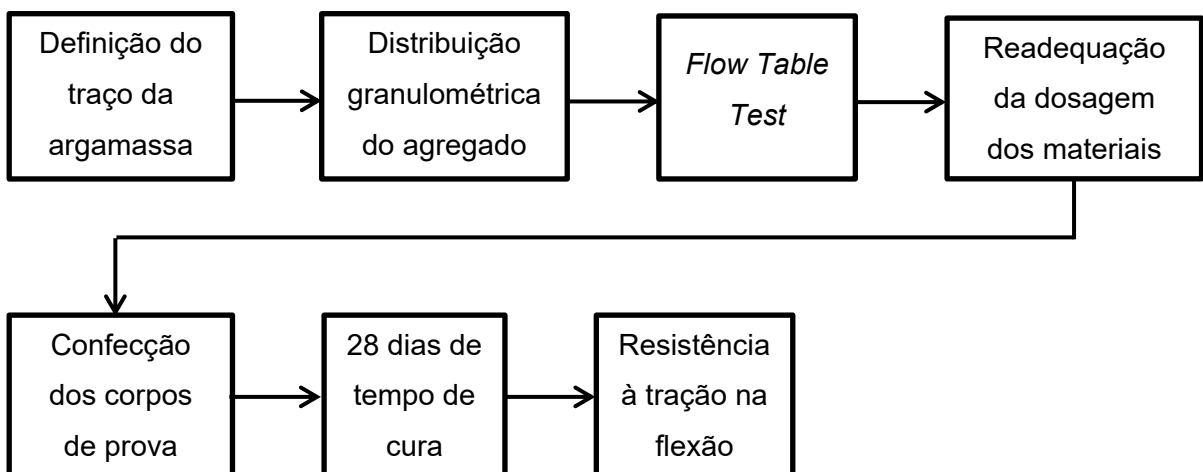 Definição do
traço da
argamassa
Distribuição
granulométrica
do agregado
Flow Table
Test
Readequação
da dosagem
dos materiais
Confecção
dos corpos
de prova
28 dias de
tempo de
cura
Resistência
à tração na
flexão